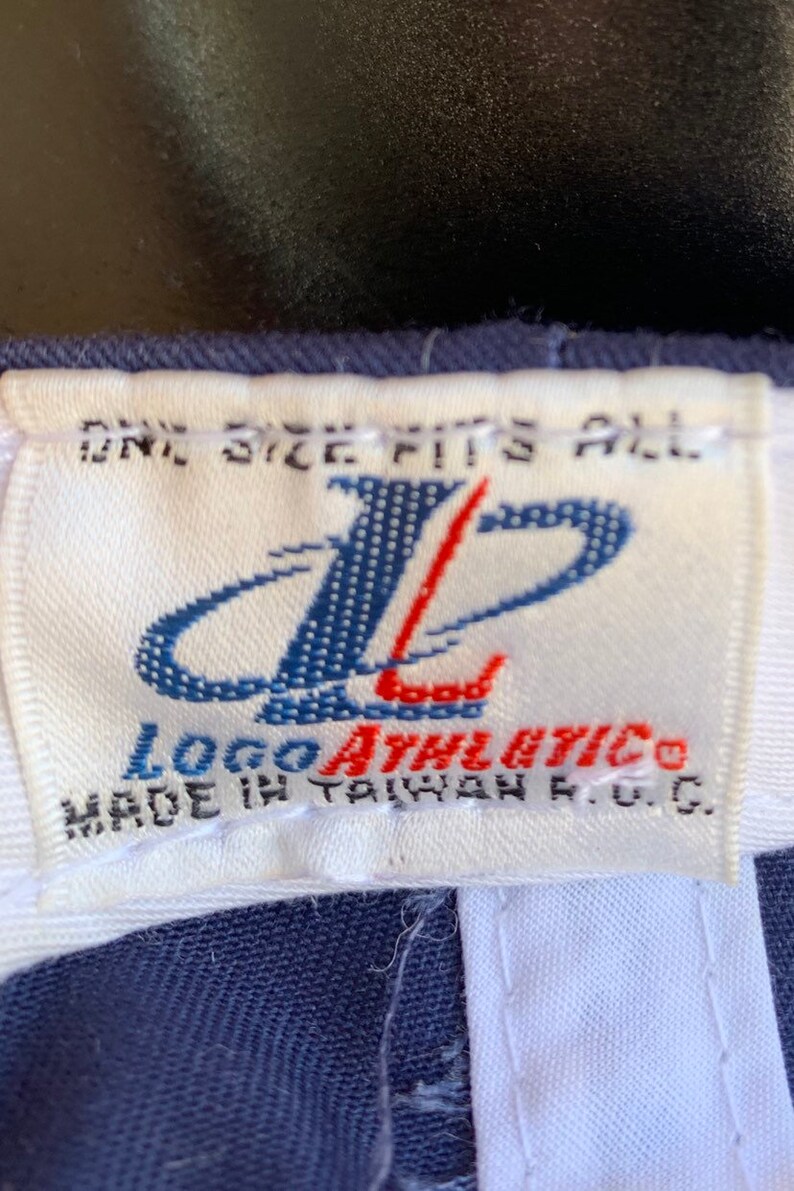 ONE SIZE FITS ALL
L
LOGO ATHLETIC
MADE IN TAIWAN R.O.C.